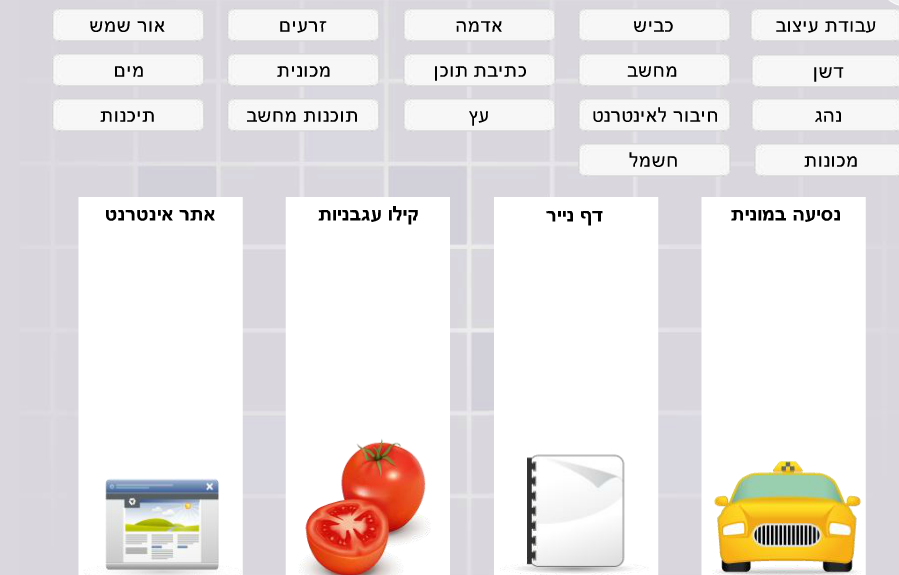 עבודת עיצוב
כביש
אדמה
זרעים
אור שמש
דשן
מחשב
כתיבת תוכן
מכונית
מים
נהג
חיבור לאינטרנט
עץ
תוכנות מחשב
תיכנות
מכונות
חשמל
נסיעה במונית
דף נייר
קילו עגבניות
אתר אינטרנט